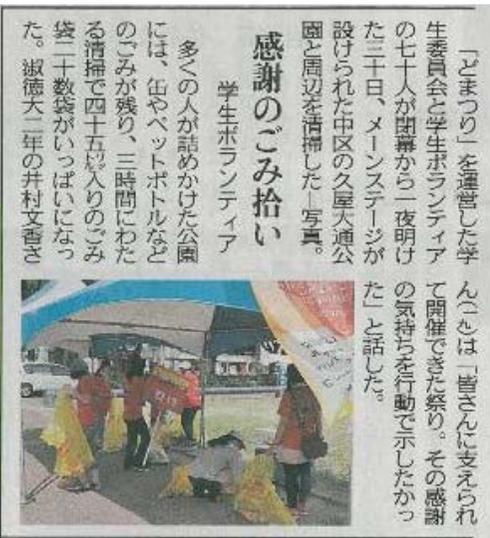 「どまつり」を運営した学
生委員会と学生ボランティア
の七十人が閉幕から一夜明け
た三十日、メーンステージが
設けられた中区の久屋大通公
園と周辺を清掃した＝写真。
感謝のごみ拾い
学生ボランティア
多くの人が詰めかけた公園
には、缶やペットボトルなど
のごみが残り、三時間にわた
る清掃で四十五㍑入りのごみ
袋二十数袋がいっぱいになっ
た。淑徳大二年の井村文香さ
ん(二〇)は「皆さんに支えられ
て開催できた祭り。その感謝
の気持ちを行動で示したかっ
た」と話した。